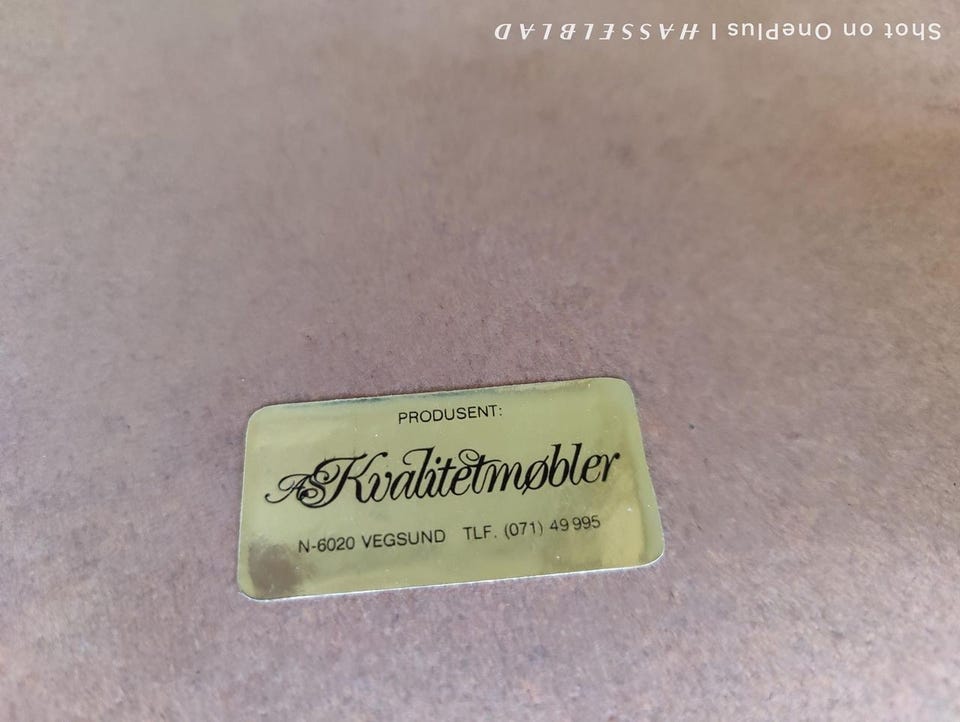 Shot on OnePlus | HASSELBLAD
PRODUSENT:
AS Kvalitetmøbler
N-6020 VEGSUND TLF. (071) 49 995